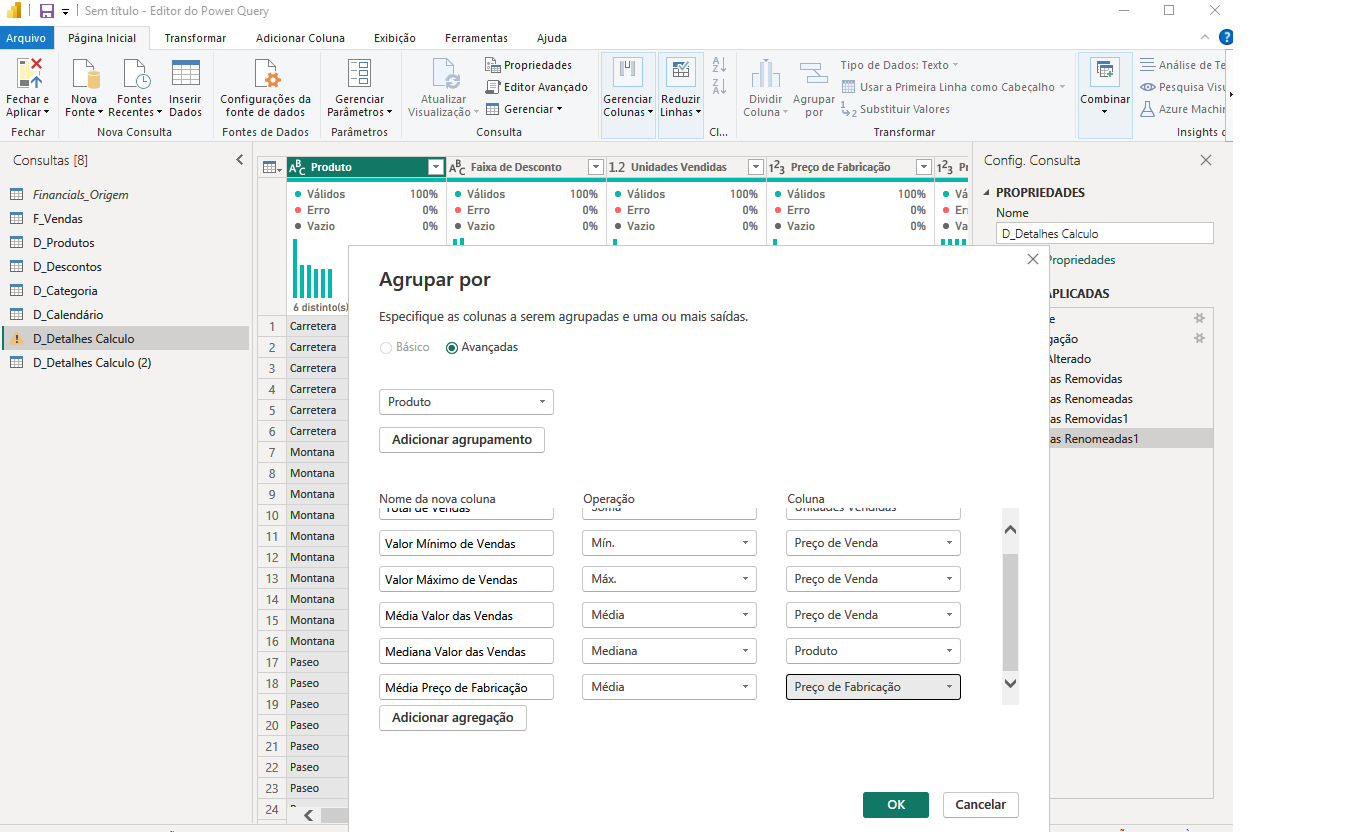 Sem título - Editor do Power Query
Arquivo
Página Inicial
Transformar
Adicionar Coluna
Exibição
Ferramentas
Ajuda
Fechar e
Aplicar
Nova
Fonte
Fontes
Recentes
Inserir
Dados
Configurações da
fonte de dados
Gerenciar
Parâmetros
Atualizar
Visualização
Propriedades
Editor Avançado
Gerenciar
Gerenciar
Colunas
Reduzir
Linhas
Dividir
Coluna
Agrupar
por
Tipo de Dados: Texto
Usar a Primeira Linha como Cabeçalho
Substituir Valores
Combinar
Análise de Te
Pesquisa Visu
Azure Machin
Fechar
Nova Consulta
Fontes de Dados
Parâmetros
Consulta
Cl...
Transformar
Insights d
Consultas [8]
Financials_Origem
F_Vendas
D_Produtos
D_Descontos
D_Categoria
D_Calendário
D_Detalhes Calculo
D_Detalhes Calculo (2)
ABC Produto
ABC Faixa de Desconto
1.2 Unidades Vendidas
123 Preço de Fabricação
123 Pr
Válidos 100%
Erro 0%
Vazio 0%
Válidos 100%
Erro 0%
Vazio 0%
Válidos 100%
Erro 0%
Vazio 0%
Válidos 100%
Erro 0%
Vazio 0%
Vá
Err
Va
6 distinto(s)
1 Carretera
2 Carretera
3 Carretera
4 Carretera
5 Carretera
6 Carretera
7 Montana
8 Montana
9 Montana
10 Montana
11 Montana
12 Montana
13 Montana
14 Montana
15 Montana
16 Montana
17 Paseo
18 Paseo
19 Paseo
20 Paseo
21 Paseo
22 Paseo
23 Paseo
24
Agrupar por
Especifique as colunas a serem agrupadas e uma ou mais saídas.
Básico
Avançadas
Produto
Adicionar agrupamento
Nome da nova coluna Operação Coluna
Total de Vendas Soma Unidades Vendidas
Valor Mínimo de Vendas Mín. Preço de Venda
Valor Máximo de Vendas Máx. Preço de Venda
Média Valor das Vendas Média Preço de Venda
Mediana Valor das Vendas Mediana Produto
Média Preço de Fabricação Média Preço de Fabricação
Adicionar agregação
OK
Cancelar
Config. Consulta
PROPRIEDADES
Nome
D_Detalhes Calculo
Propriedades
APLICADAS
e
gação
Alterado
as Removidas
as Renomeadas
as Removidas1
as Renomeadas1